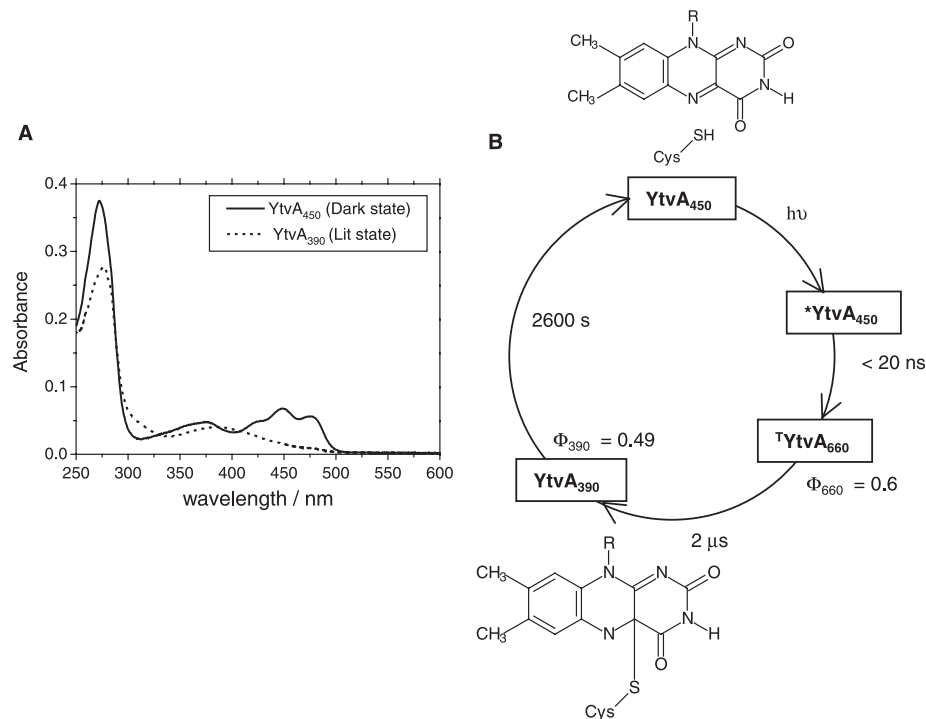 A
0.4
0.3
0.2
0.1
0.0
Absorbance
YtvA450 (Dark state)
YtvA390 (Lit state)
250 300 350 400 450 500 550 600
wavelength / nm
B
R
CH3
N
N
O
CH3
N
N
H
O
SH
Cys
YtvA450
hυ
*YtvA450
< 20 ns
TYtvA660
Φ660 = 0.6
2 μs
Φ390 = 0.49
YtvA390
2600 s
R
CH3
N
N
O
CH3
N
N
H
O
S
Cys